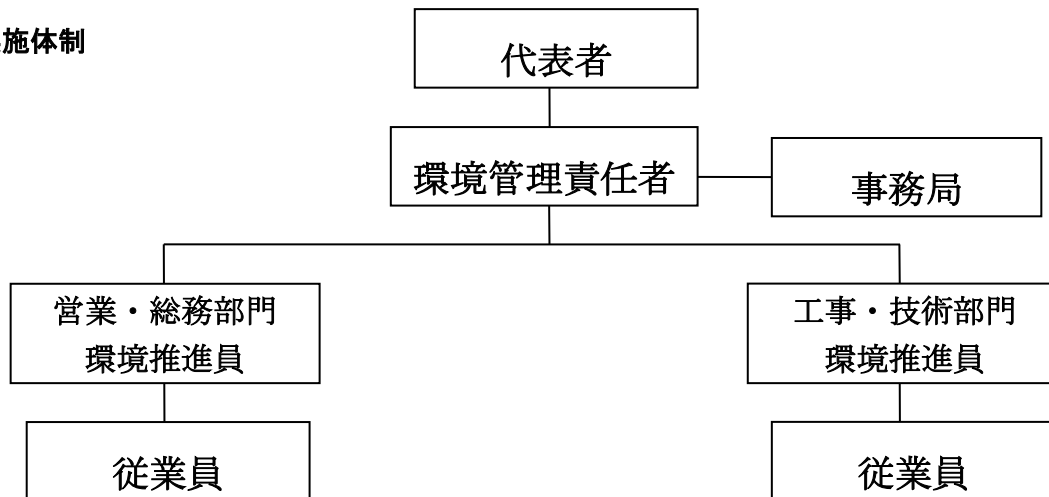 施体制
代表者
環境管理責任者
事務局
営業・総務部門
環境推進員
工事・技術部門
環境推進員
従業員
従業員